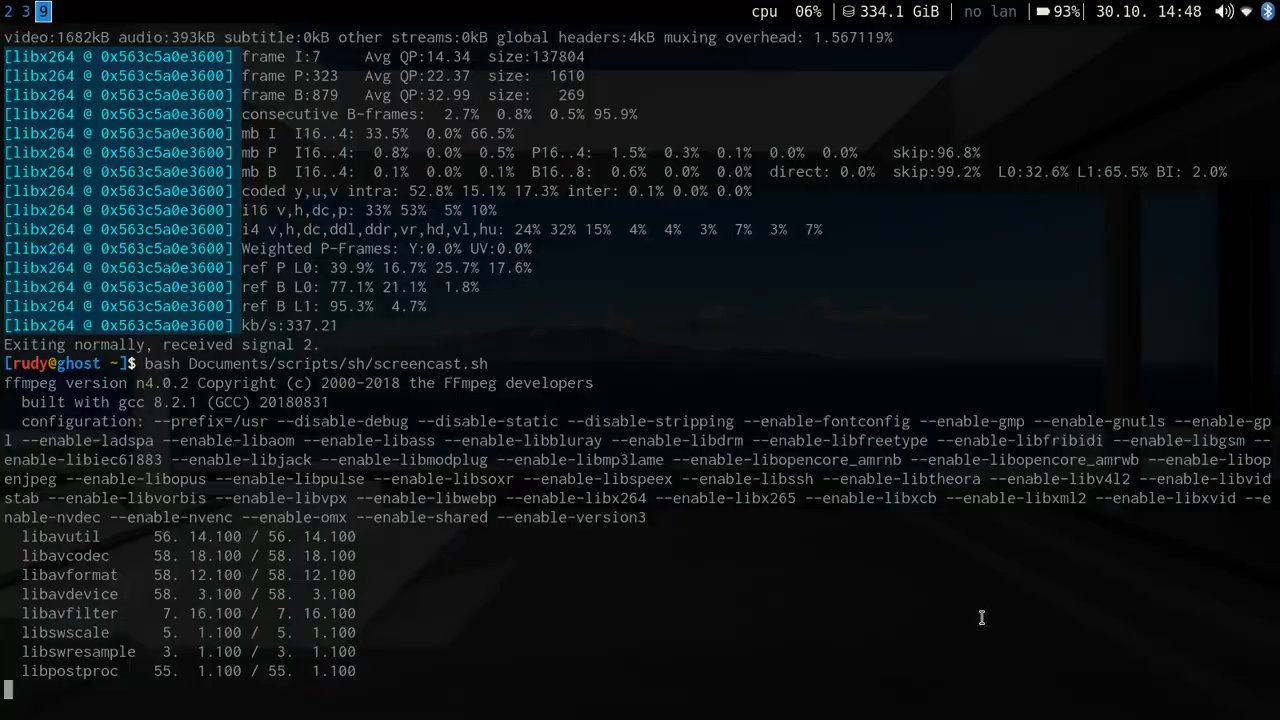 2 3 9 cpu 06% 334.1 GiB no lan 93% 30.10. 14:48
video:1682kB audio:393kB subtitle:0kB other streams:0kB global headers:4kB muxing overhead: 1.567119%
[libx264 @ 0x563c5a0e3600] frame I:7     Avg QP:14.34  size:137804
[libx264 @ 0x563c5a0e3600] frame P:323   Avg QP:22.37  size:  1610
[libx264 @ 0x563c5a0e3600] frame B:879   Avg QP:32.99  size:   269
[libx264 @ 0x563c5a0e3600] consecutive B-frames:  2.7%  0.8%  0.5% 95.9%
[libx264 @ 0x563c5a0e3600] mb I  I16..4: 33.5%  0.0% 66.5%
[libx264 @ 0x563c5a0e3600] mb P  I16..4:  0.8%  0.0%  0.5%  P16..4:  1.5%  0.3%  0.1%  0.0%  0.0%    skip:96.8%
[libx264 @ 0x563c5a0e3600] mb B  I16..4:  0.1%  0.0%  0.1%  B16..8:  0.6%  0.0%  0.0%  direct: 0.0%  skip:99.2%  L0:32.6% L1:65.5% BI: 2.0%
[libx264 @ 0x563c5a0e3600] coded y,u,v intra: 52.8% 15.1% 17.3% inter: 0.1% 0.0% 0.0%
[libx264 @ 0x563c5a0e3600] i16 v,h,dc,p: 33% 53%  5% 10%
[libx264 @ 0x563c5a0e3600] i4 v,h,dc,ddl,ddr,vr,hd,vl,hu: 24% 32% 15%  4%  4%  3%  7%  3%  7%
[libx264 @ 0x563c5a0e3600] Weighted P-Frames: Y:0.0% UV:0.0%
[libx264 @ 0x563c5a0e3600] ref P L0: 39.9% 16.7% 25.7% 17.6%
[libx264 @ 0x563c5a0e3600] ref B L0: 77.1% 21.1%  1.8%
[libx264 @ 0x563c5a0e3600] ref B L1: 95.3%  4.7%
[libx264 @ 0x563c5a0e3600] kb/s:337.21
Exiting normally, received signal 2.
[rudy@ghost ~]$ bash Documents/scripts/sh/screencast.sh
ffmpeg version n4.0.2 Copyright (c) 2000-2018 the FFmpeg developers
  built with gcc 8.2.1 (GCC) 20180831
  configuration: --prefix=/usr --disable-debug --disable-static --disable-stripping --enable-fontconfig --enable-gmp --enable-gnutls --enable-gp
l --enable-ladspa --enable-libaom --enable-libass --enable-libbluray --enable-libdrm --enable-libfreetype --enable-libfribidi --enable-libgsm --
enable-libiec61883 --enable-libjack --enable-libmodplug --enable-libmp3lame --enable-libopencore_amrnb --enable-libopencore_amrwb --enable-libop
enjpeg --enable-libopus --enable-libpulse --enable-libsoxr --enable-libspeex --enable-libssh --enable-libtheora --enable-libv4l2 --enable-libvid
stab --enable-libvorbis --enable-libvpx --enable-libwebp --enable-libx264 --enable-libx265 --enable-libxcb --enable-libxml2 --enable-libxvid --e
nable-nvdec --enable-nvenc --enable-omx --enable-shared --enable-version3
  libavutil      56. 14.100 / 56. 14.100
  libavcodec     58. 18.100 / 58. 18.100
  libavformat    58. 12.100 / 58. 12.100
  libavdevice    58.  3.100 / 58.  3.100
  libavfilter     7. 16.100 /  7. 16.100
  libswscale      5.  1.100 /  5.  1.100
  libswresample   3.  1.100 /  3.  1.100
  libpostproc    55.  1.100 / 55.  1.100